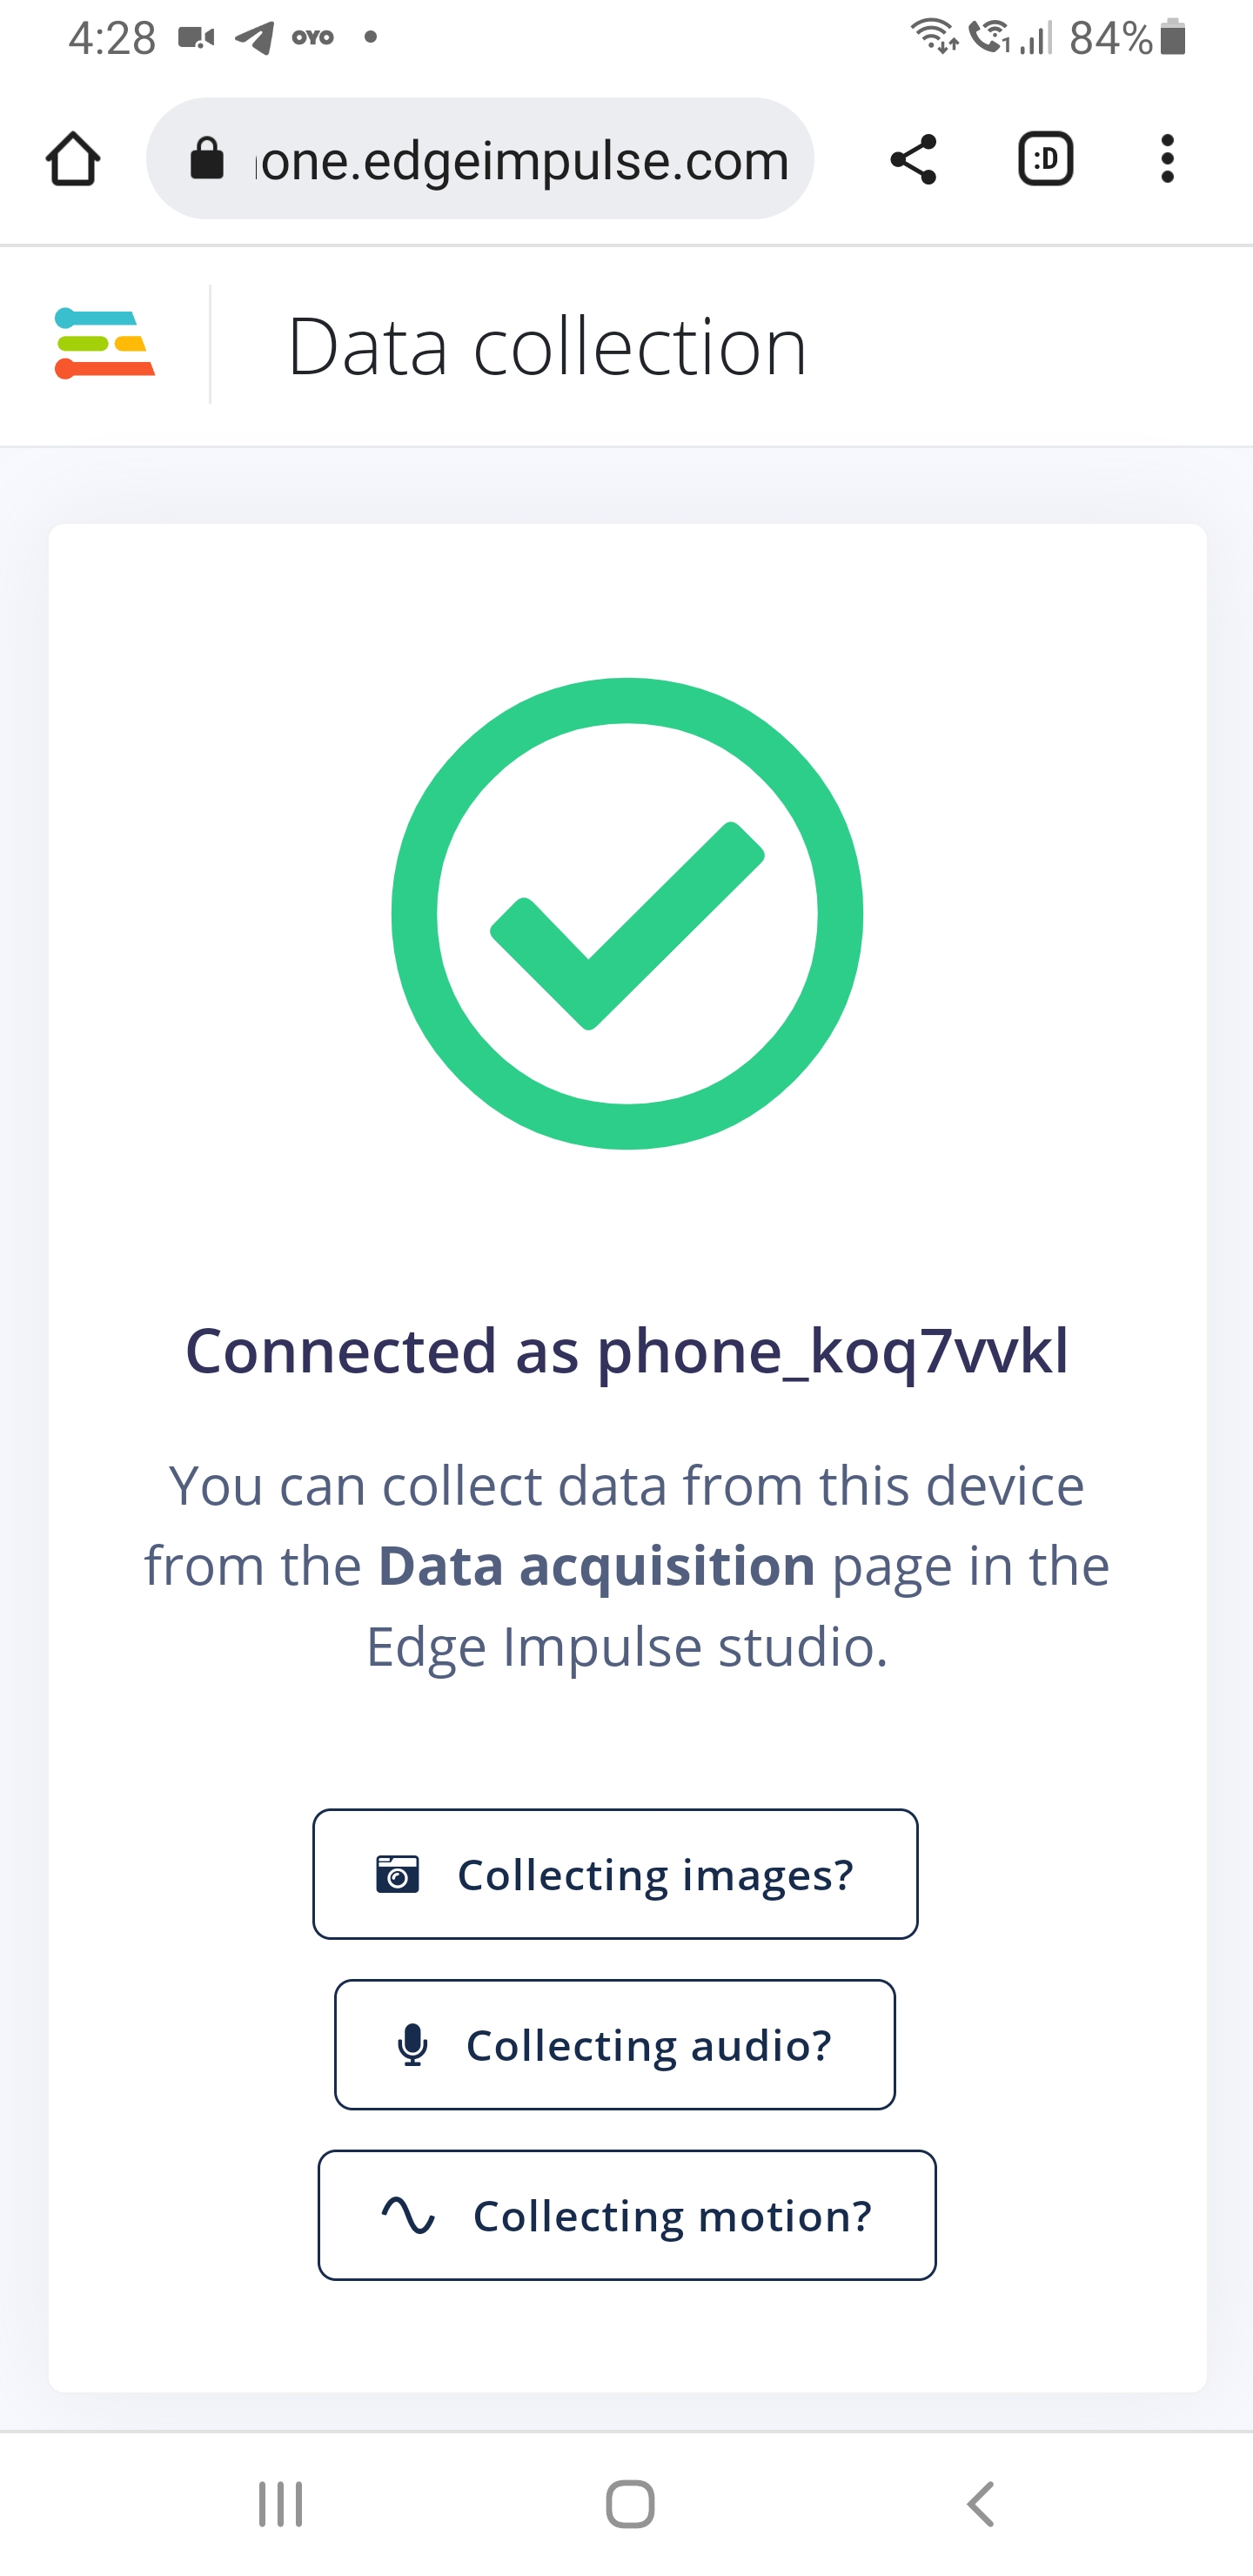 4:28 OYO 1 84%
one.edgeimpulse.com :D
Data collection
Connected as phone_koq7vvkl
You can collect data from this device
from the Data acquisition page in the
Edge Impulse studio.
Collecting images?
Collecting audio?
Collecting motion?